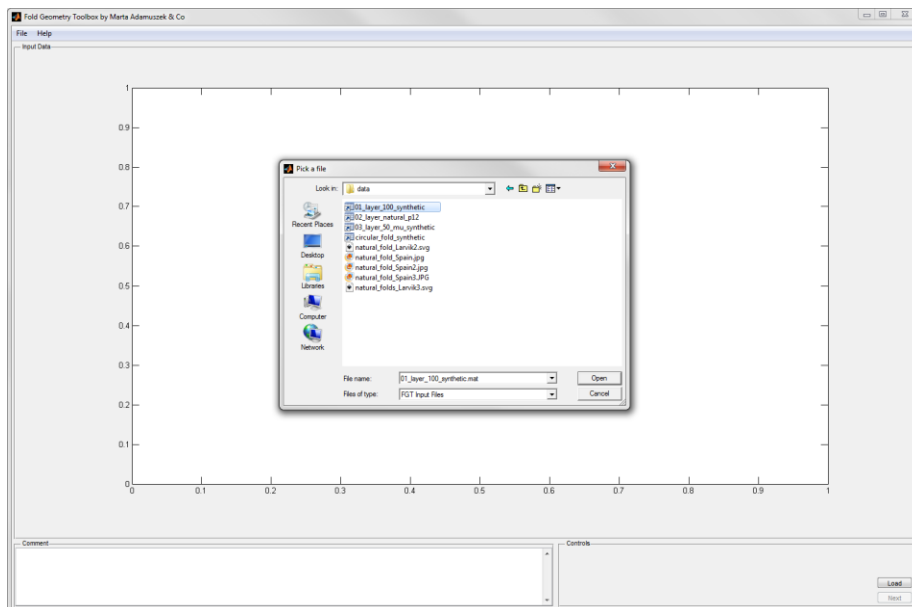 Fold Geometry Toolbox by Marta Adamuszek & Co
File Help
Input Data
1
0.9
0.8
0.7
0.6
0.5
0.4
0.3
0.2
0.1
0
0 0.1 0.2 0.3 0.4 0.5 0.6 0.7 0.8 0.9 1
Pick a file
Look in: data
Recent Places
Desktop
Libraries
Computer
Network
01_layer_100_synthetic
02_layer_natural_p12
03_layer_50_mu_synthetic
circular_fold_synthetic
natural_fold_Larvik2.svg
natural_fold_Spain.jpg
natural_fold_Spain2.jpg
natural_fold_Spain3.JPG
natural_folds_Larvik3.svg
File name: 01_layer_100_synthetic.mat Open
Files of type: FGT Input Files Cancel
Comment
Controls
Load
Next